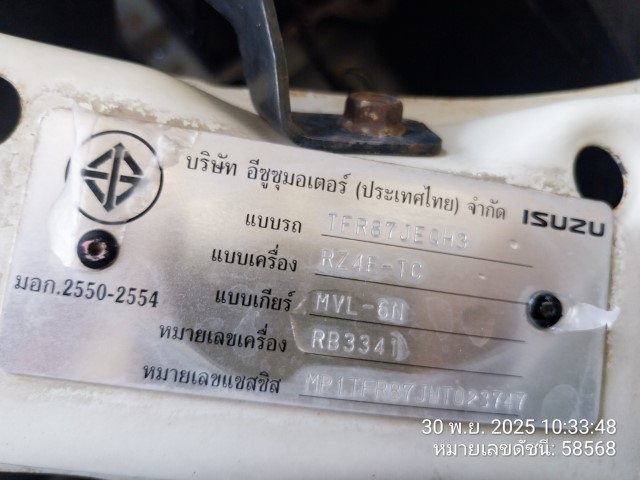 บริษัท อีซูซุมอเตอร์ (ประเทศไทย) จำกัด ISUZU
แบบรถ TFR87JE0H3
แบบเครื่อง RZ4E-TC
มอก.2550-2554
แบบเกียร์ MVL-6N
หมายเลขเครื่อง RB3341
หมายเลขแชสซิส MP1TFR87JNT023747
30 พ.ย. 2025 10:33:48
หมายเลขดัชนี: 58568